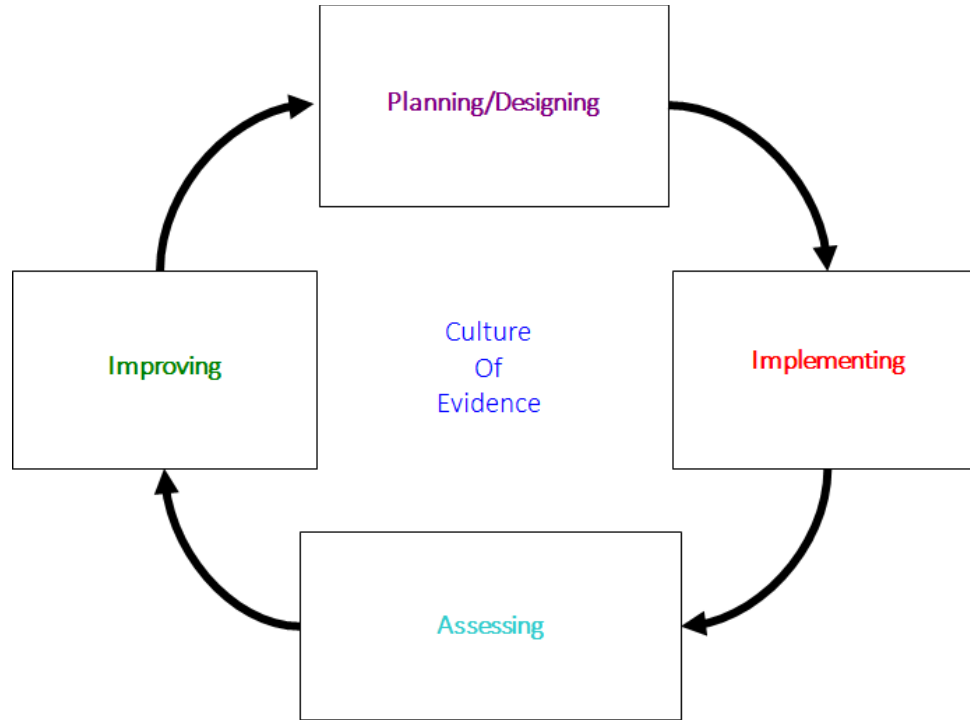 Planning/Designing
Improving
Culture
Of
Evidence
Implementing
Assessing